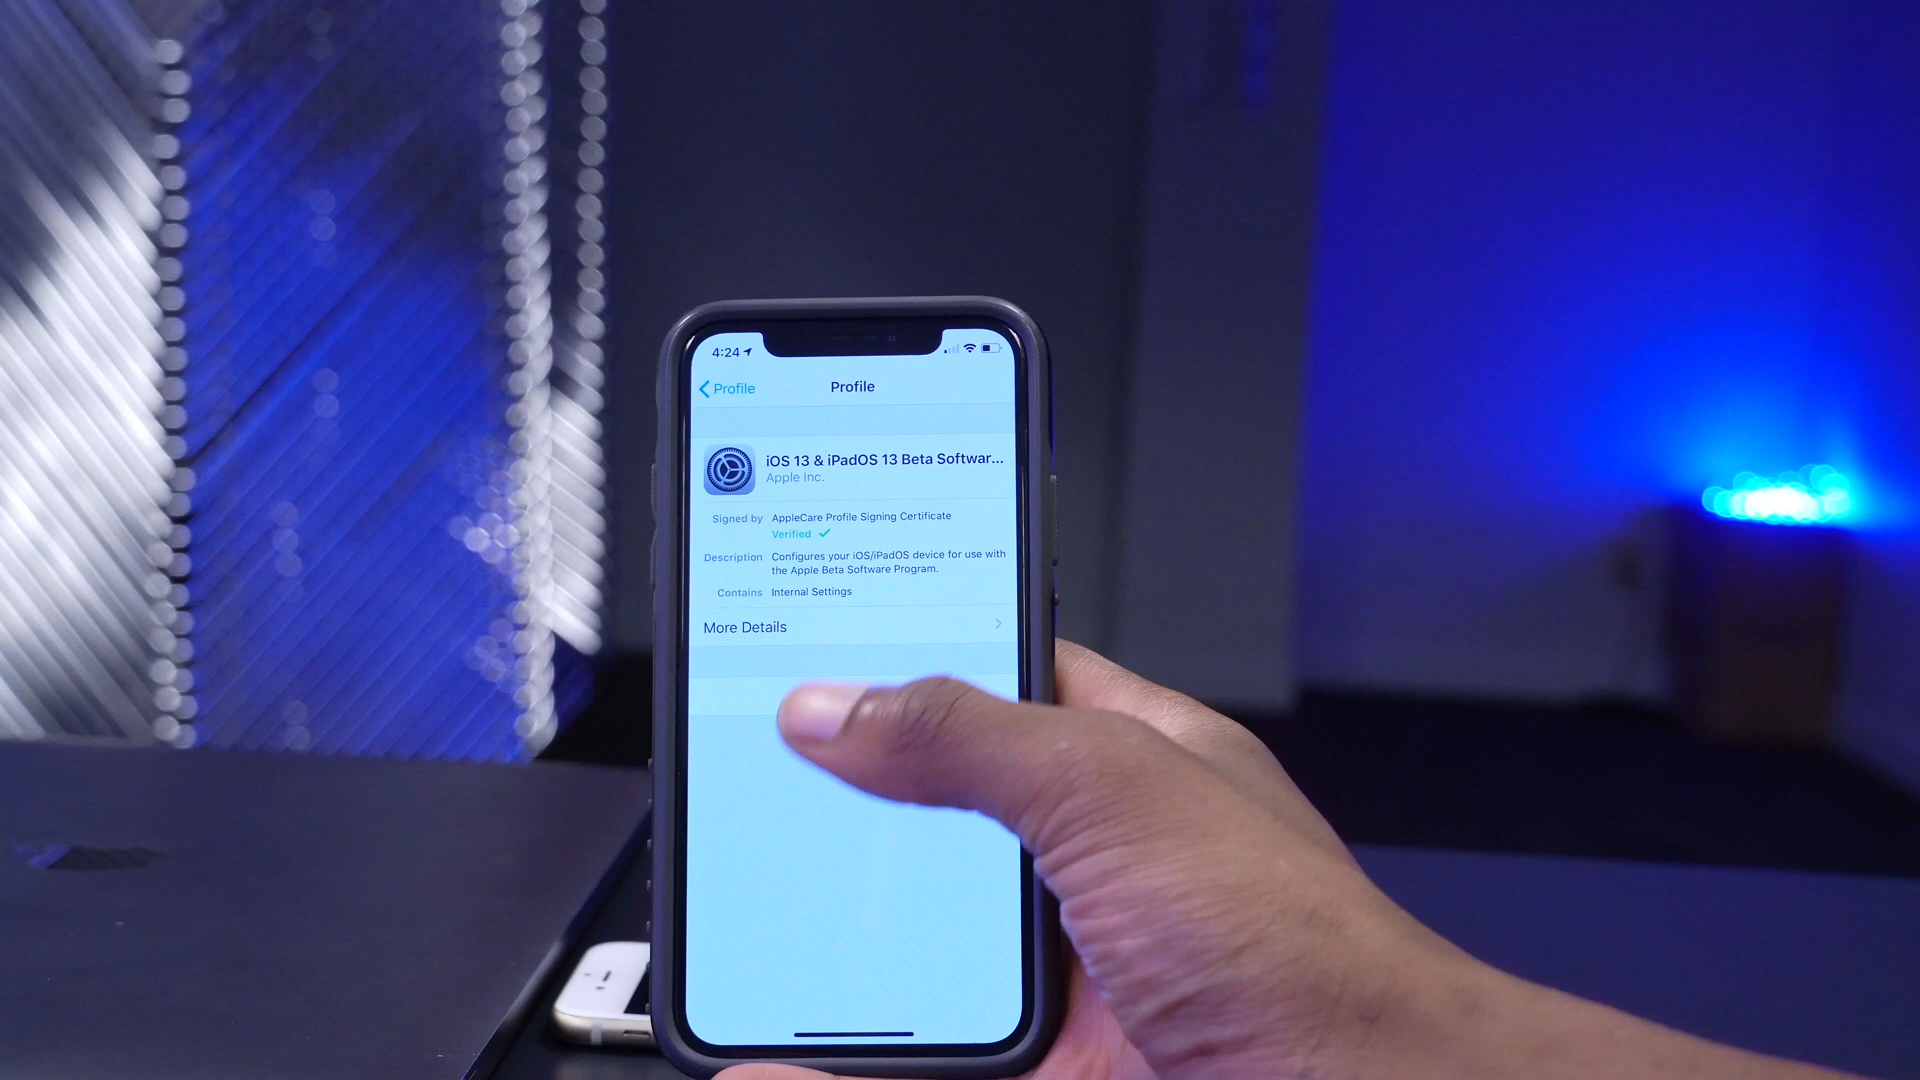 4:24
Profile
Profile
iOS 13 & iPadOS 13 Beta Softwar...
Apple Inc.
Signed by AppleCare Profile Signing Certificate
Verified
Description Configures your iOS/iPadOS device for use with
the Apple Beta Software Program.
Contains Internal Settings
More Details